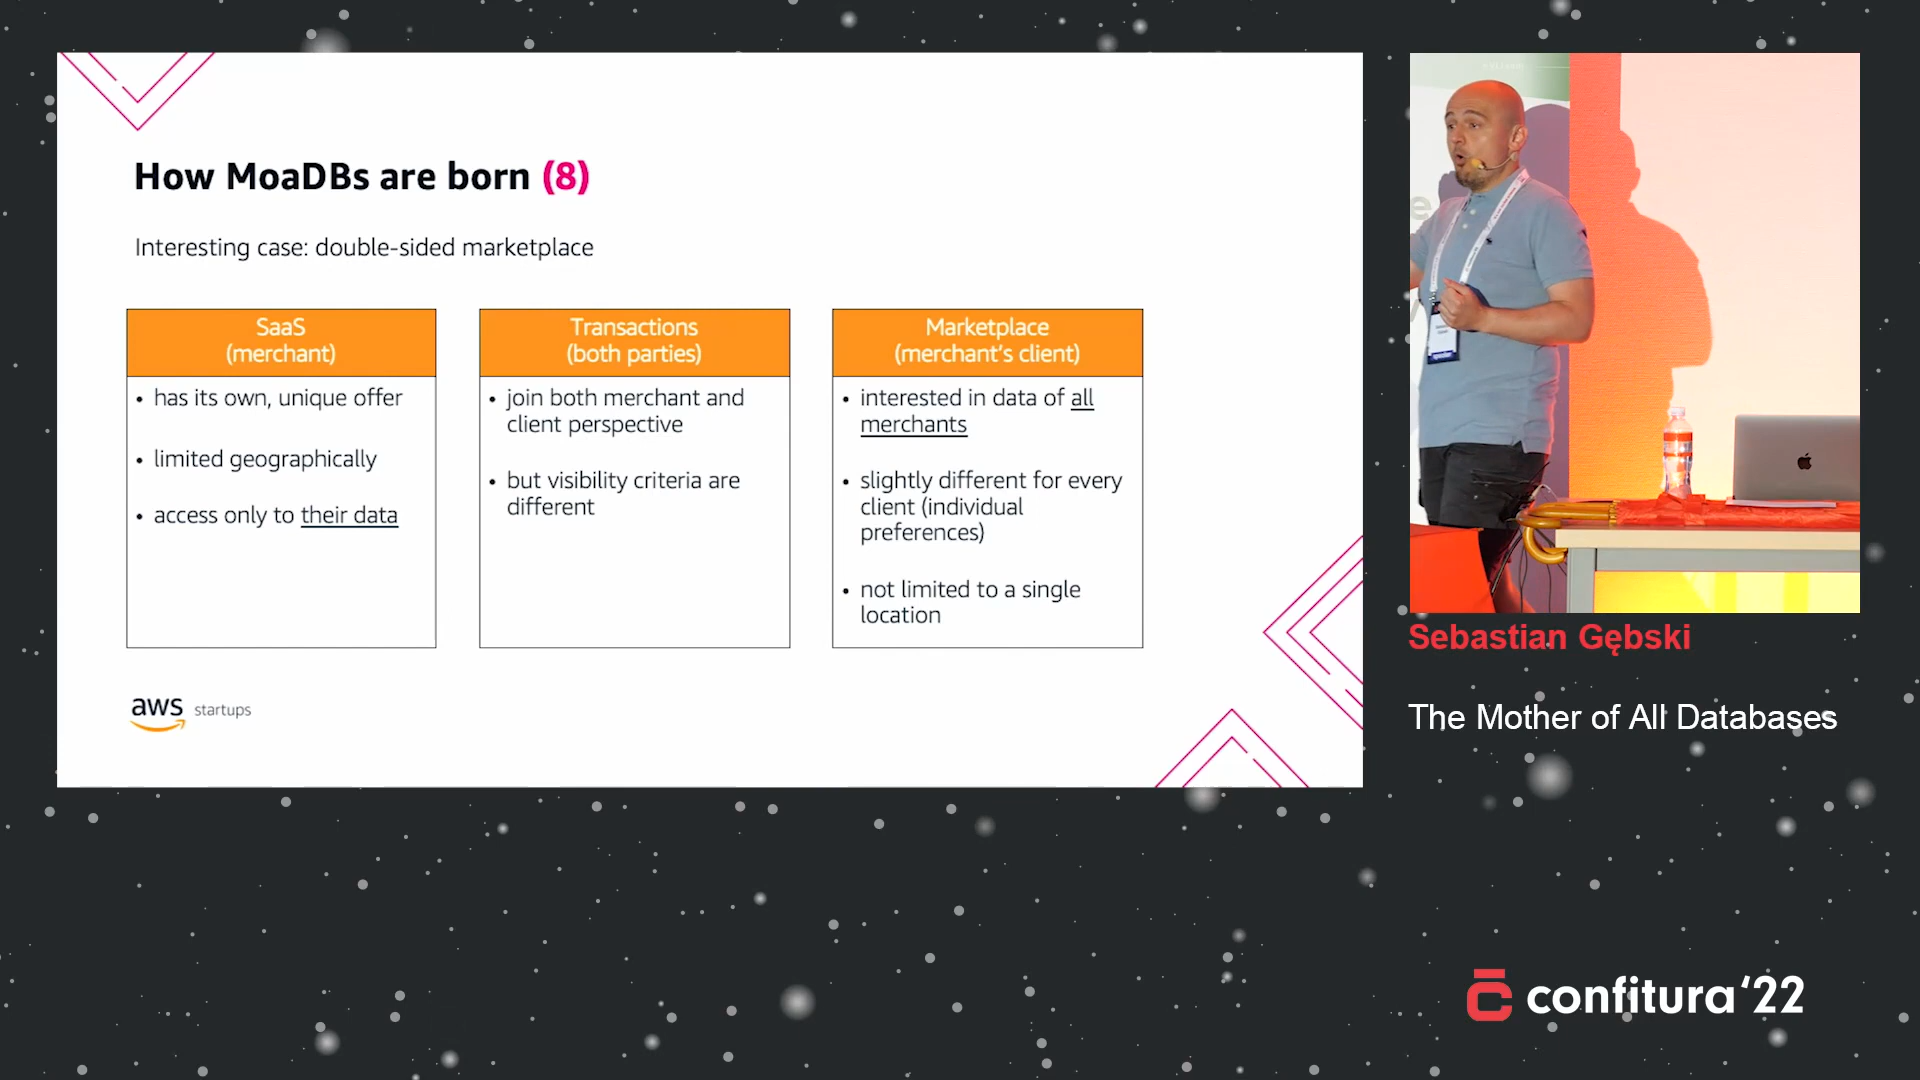 How MoaDBs are born (8)
Interesting case: double-sided marketplace
SaaS
(merchant)
• has its own, unique offer
• limited geographically
• access only to their data
Transactions
(both parties)
• join both merchant and
client perspective
• but visibility criteria are
different
Marketplace
(merchant's client)
• interested in data of all
merchants
• slightly different for every
client (individual
preferences)
• not limited to a single
location
aws startups
Sebastian Gębski
The Mother of All Databases
confitura '22